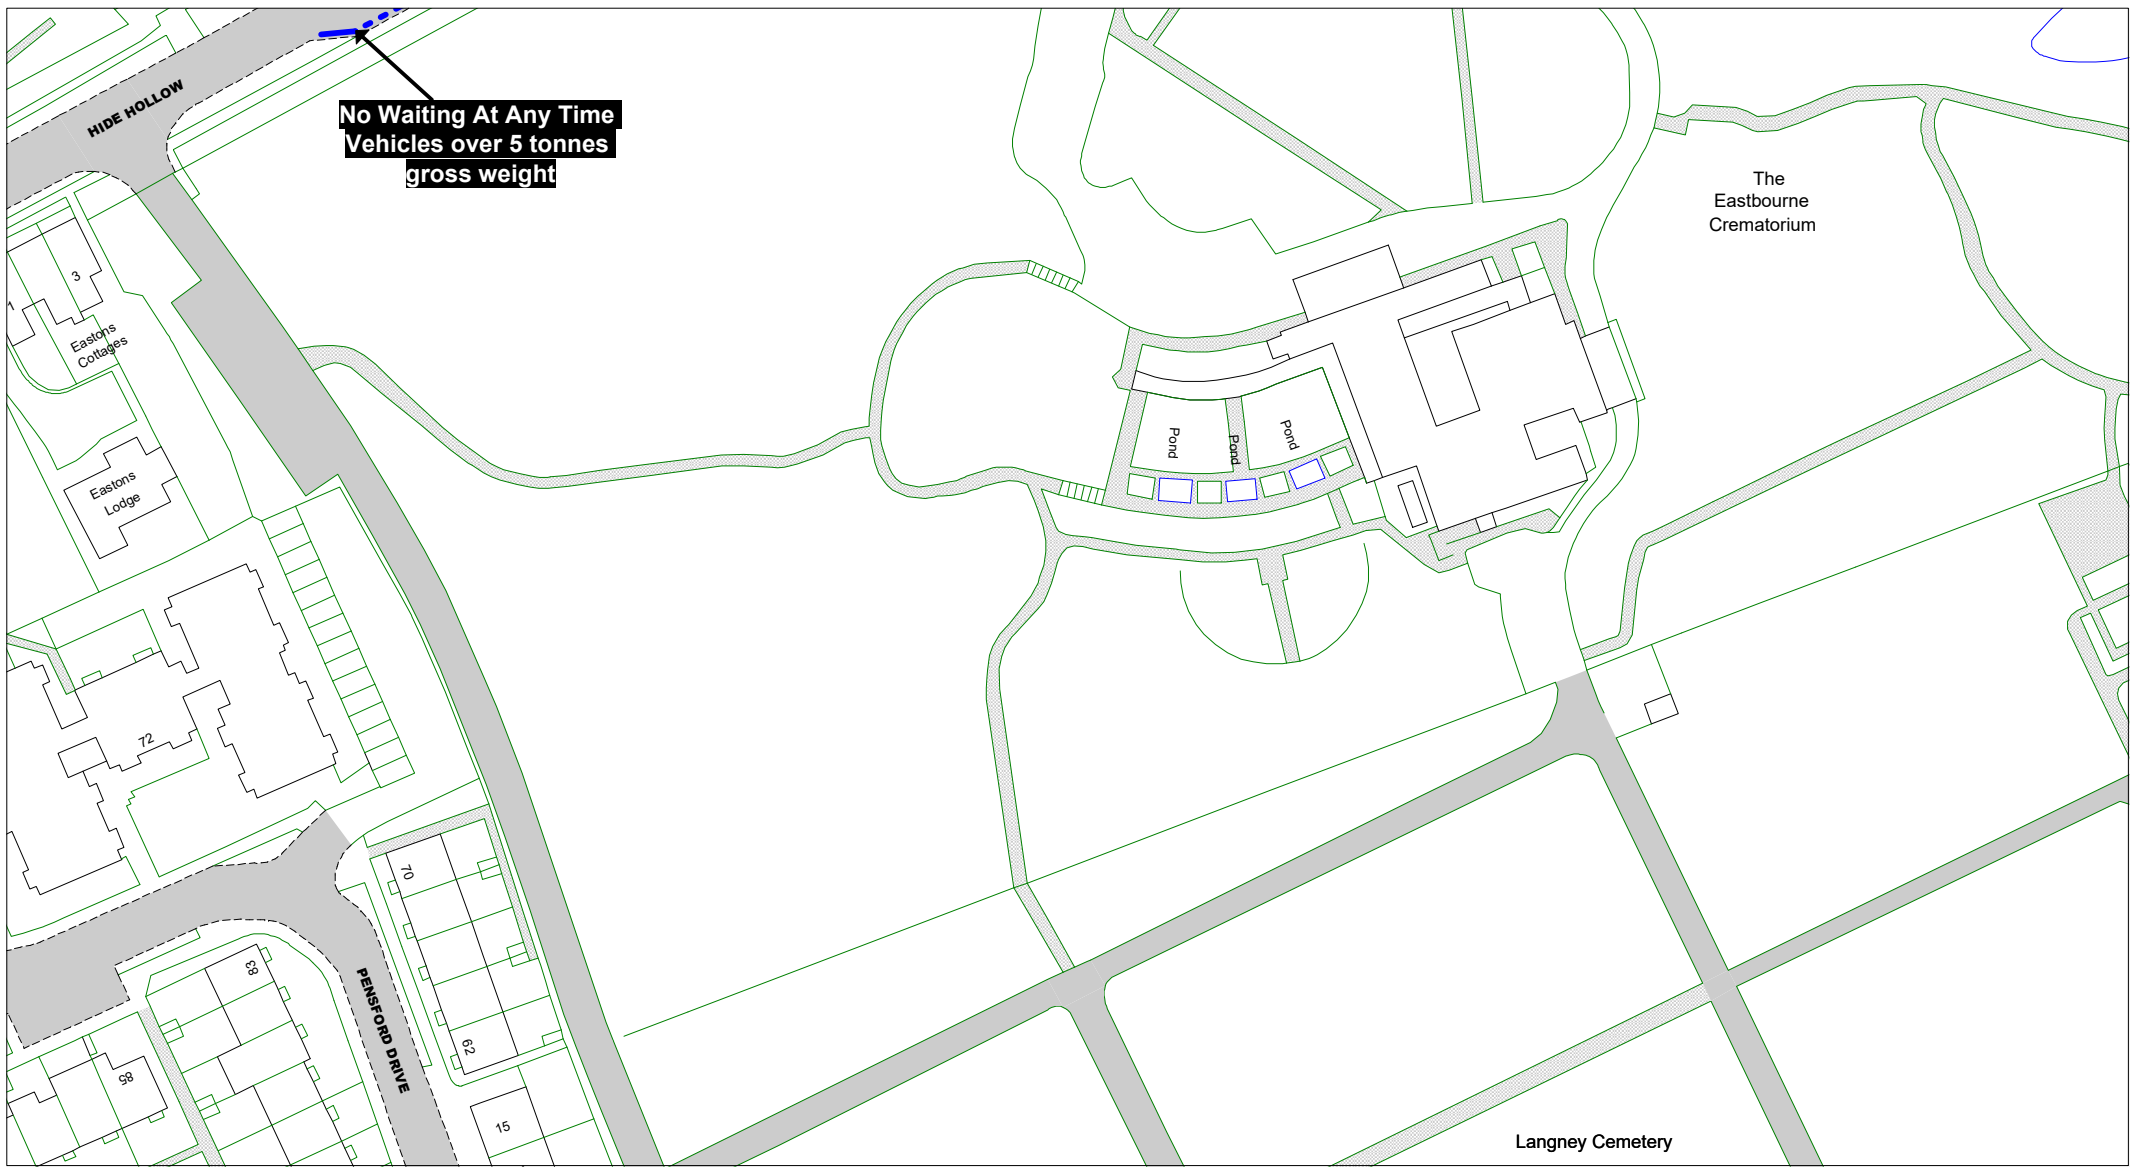 HIDE HOLLOW
No Waiting At Any Time
Vehicles over 5 tonnes
gross weight
The
Eastbourne
Crematorium
3
1
Eastons
Cottages
Pond
Pond
Pond
Eastons
Lodge
72
70
83
PENSFORD DRIVE
62
85
15
Langney Cemetery